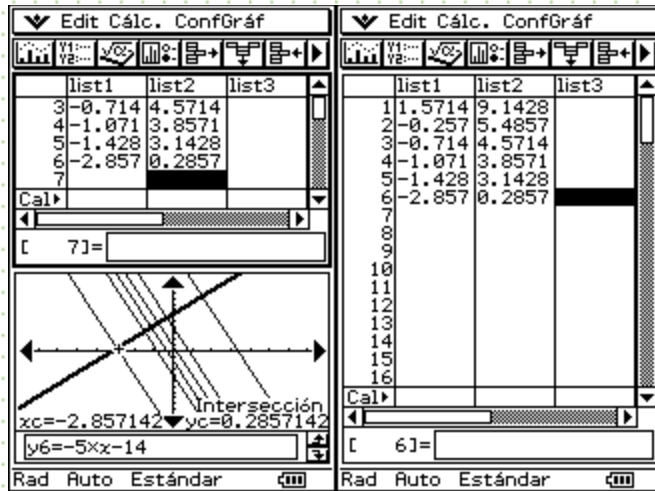 Edit Cálc. ConfGráf
list1 list2 list3
3 -0.714 4.5714
4 -1.071 3.8571
5 -1.428 3.1428
6 -2.857 0.2857
7
Cal▸
[ 7]=
Intersección
xc=-2.857142 yc=0.2857142
y6=-5×x-14
Rad Auto Estándar
Edit Cálc. ConfGráf
list1 list2 list3
1 1.5714 9.1428
2 -0.257 5.4857
3 -0.714 4.5714
4 -1.071 3.8571
5 -1.428 3.1428
6 -2.857 0.2857
7
8
9
10
11
12
13
14
15
16
Cal▸
[ 6]=
Rad Auto Estándar